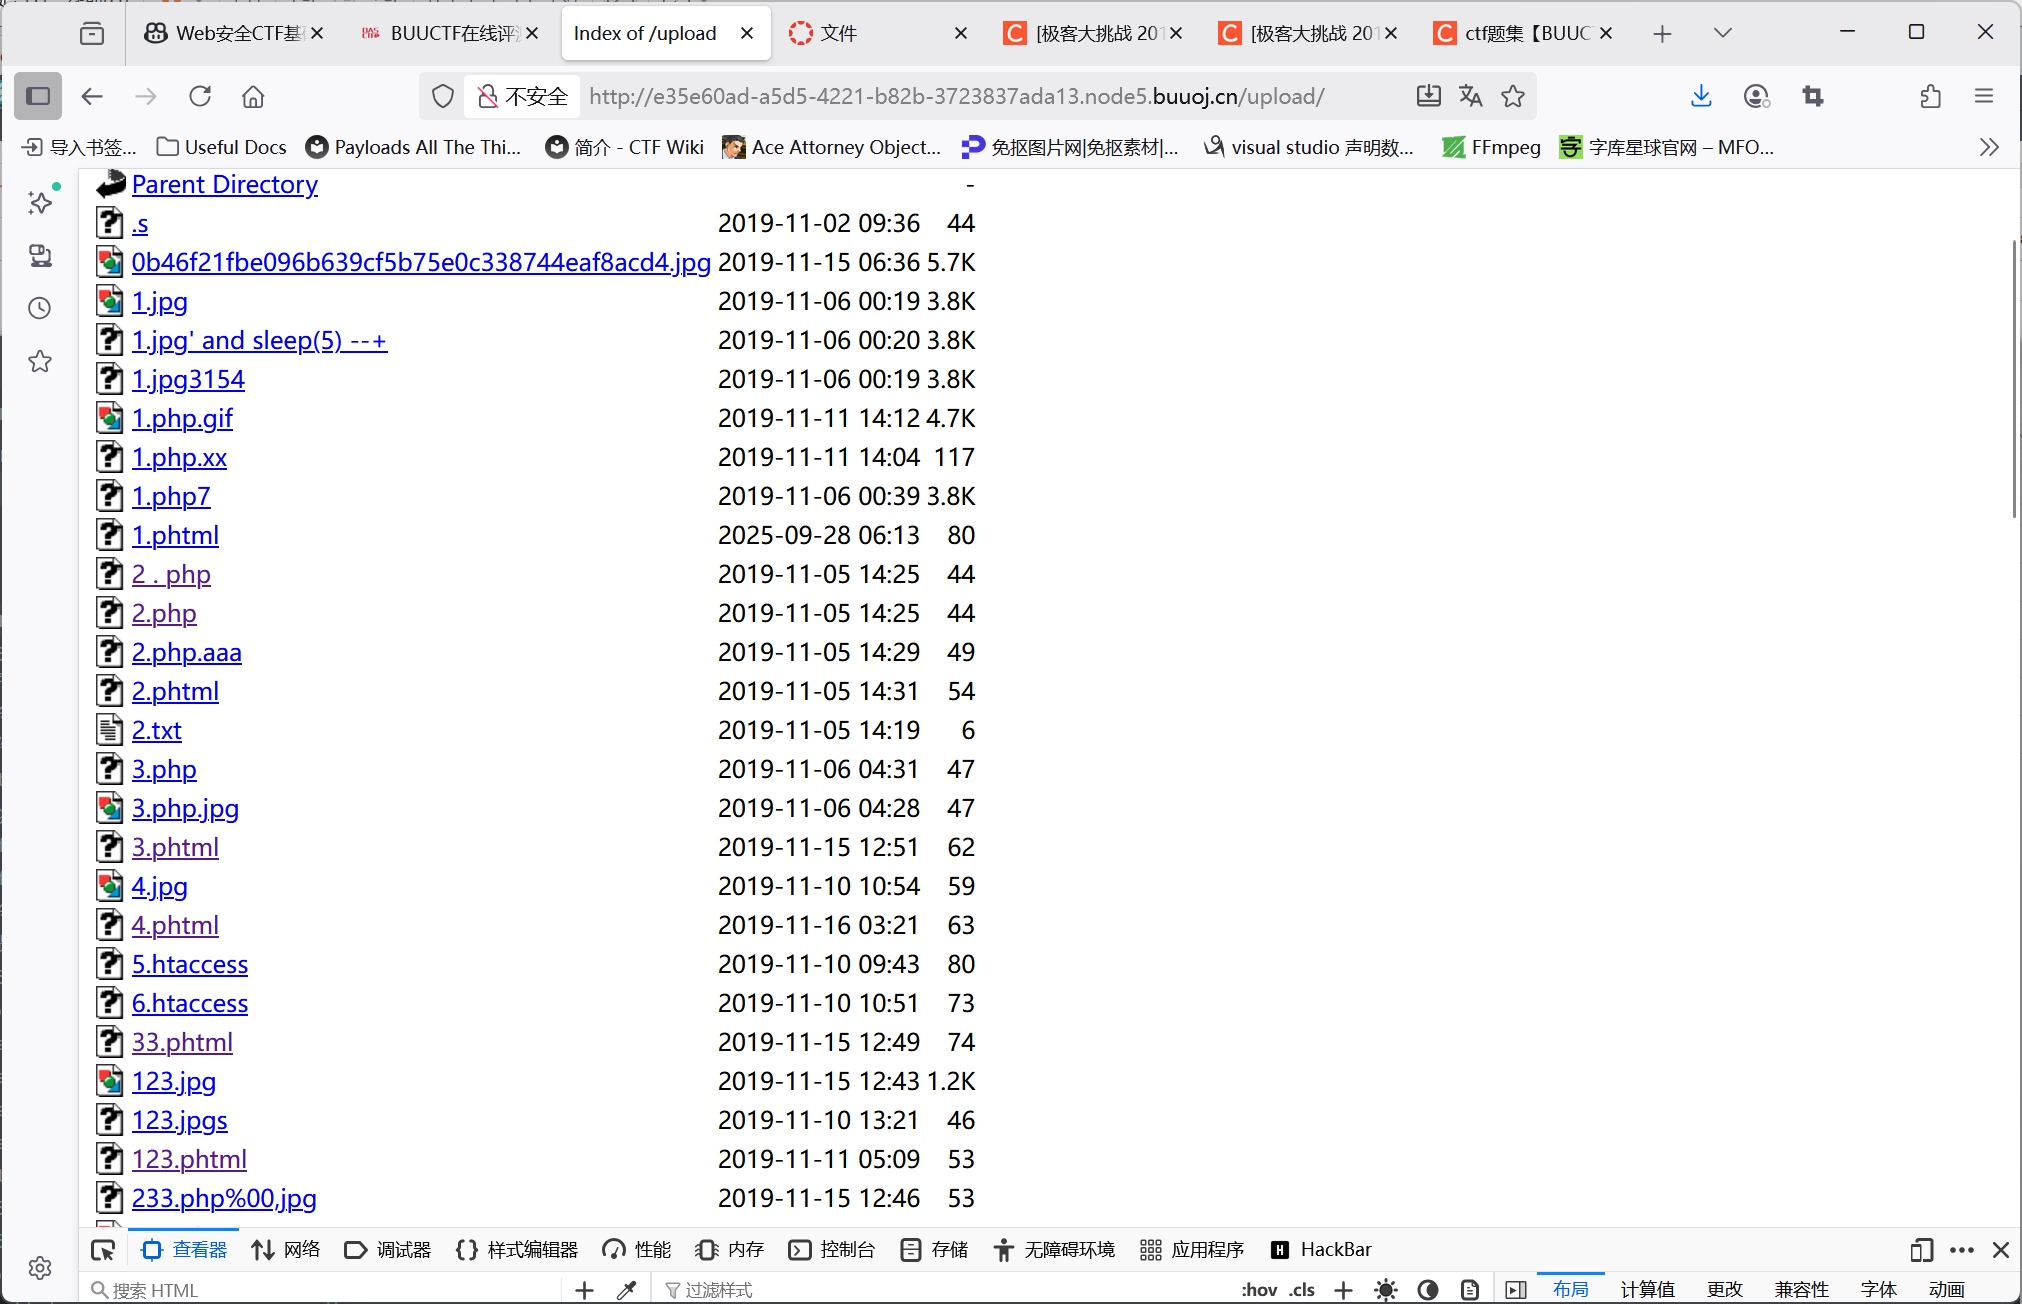 Web安全CTF基
BUUCTF在线评
Index of /upload
文件
[极客大挑战 201
[极客大挑战 201
ctf题集【BUUC
不安全
http://e35e60ad-a5d5-4221-b82b-3723837ada13.node5.buuoj.cn/upload/
导入书签...
Useful Docs
Payloads All The Thi...
简介 - CTF Wiki
Ace Attorney Object...
免抠图片网|免抠素材|...
visual studio 声明数...
FFmpeg
字库星球官网 – MFO...
Parent Directory -
.s 2019-11-02 09:36 44
0b46f21fbe096b639cf5b75e0c338744eaf8acd4.jpg 2019-11-15 06:36 5.7K
1.jpg 2019-11-06 00:19 3.8K
1.jpg' and sleep(5) --+ 2019-11-06 00:20 3.8K
1.jpg3154 2019-11-06 00:19 3.8K
1.php.gif 2019-11-11 14:12 4.7K
1.php.xx 2019-11-11 14:04 117
1.php7 2019-11-06 00:39 3.8K
1.phtml 2025-09-28 06:13 80
2 . php 2019-11-05 14:25 44
2.php 2019-11-05 14:25 44
2.php.aaa 2019-11-05 14:29 49
2.phtml 2019-11-05 14:31 54
2.txt 2019-11-05 14:19 6
3.php 2019-11-06 04:31 47
3.php.jpg 2019-11-06 04:28 47
3.phtml 2019-11-15 12:51 62
4.jpg 2019-11-10 10:54 59
4.phtml 2019-11-16 03:21 63
5.htaccess 2019-11-10 09:43 80
6.htaccess 2019-11-10 10:51 73
33.phtml 2019-11-15 12:49 74
123.jpg 2019-11-15 12:43 1.2K
123.jpgs 2019-11-10 13:21 46
123.phtml 2019-11-11 05:09 53
233.php%00,jpg 2019-11-15 12:46 53
查看器 网络 调试器 样式编辑器 性能 内存 控制台 存储 无障碍环境 应用程序 HackBar
搜索 HTML
过滤样式
:hov .cls
布局 计算值 更改 兼容性 字体 动画